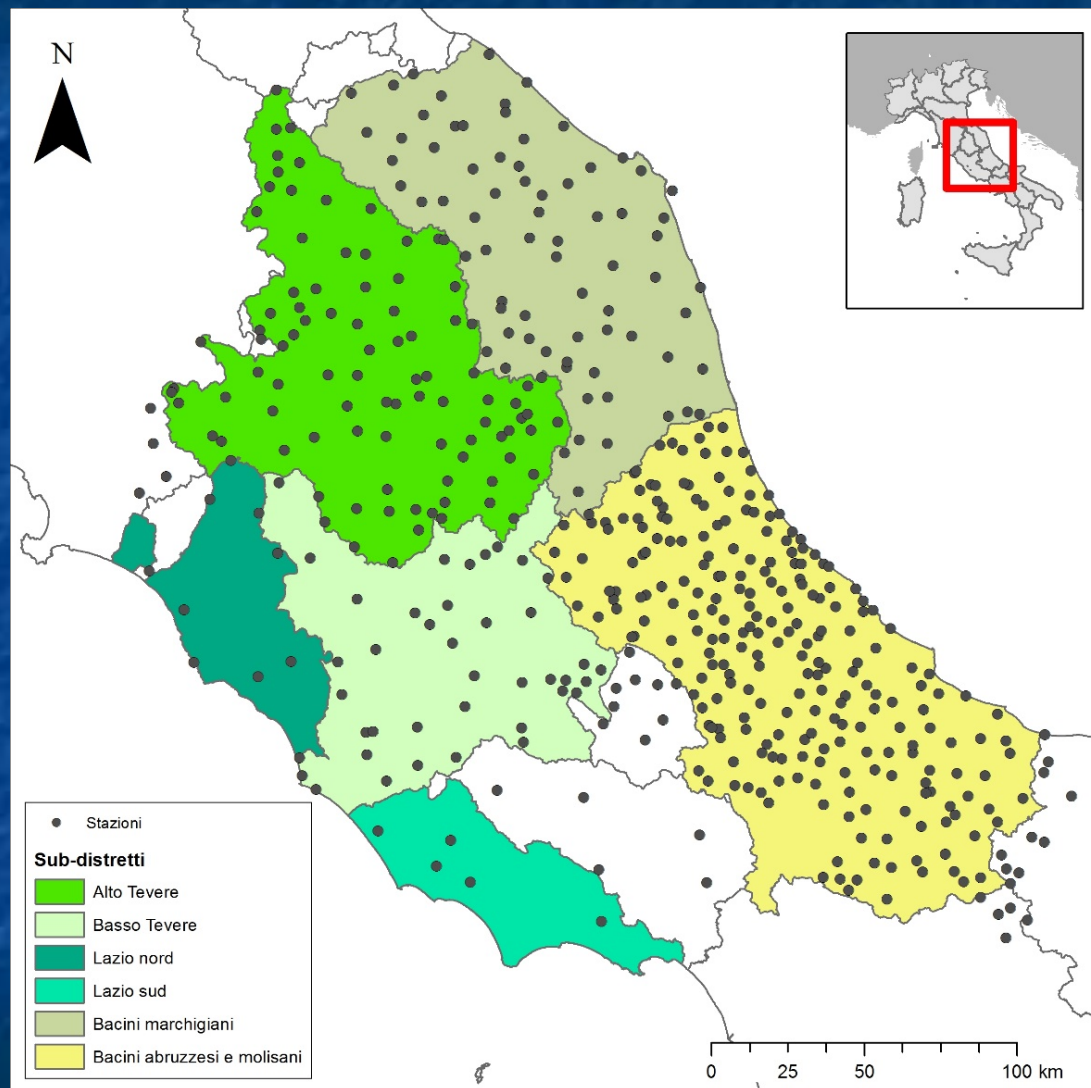 N
Stazioni
Sub-distretti
Alto Tevere
Basso Tevere
Lazio nord
Lazio sud
Bacini marchigiani
Bacini abruzzesi e molisani
0 25 50 100 km